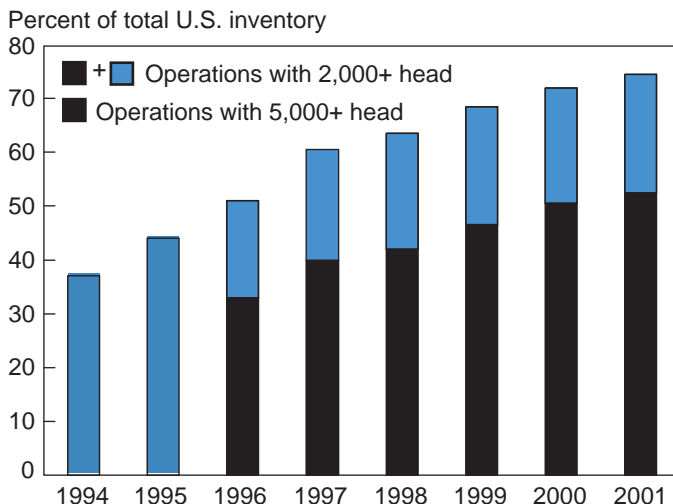 Percent of total U.S. inventory
80
+ Operations with 2,000+ head
70
Operations with 5,000+ head
60
50
40
30
20
10
0
1994 1995 1996 1997 1998 1999 2000 2001